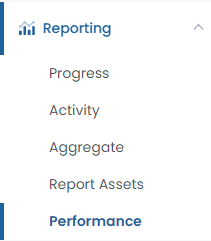 Reporting
Progress
Activity
Aggregate
Report Assets
Performance